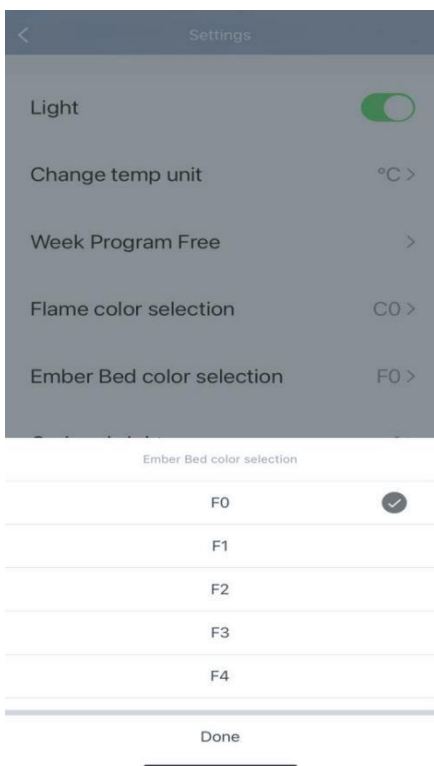 Settings
Light
Change temp unit °C >
Week Program Free >
Flame color selection C0 >
Ember Bed color selection F0 >
Ember Bed color selection
F0
F1
F2
F3
F4
Done